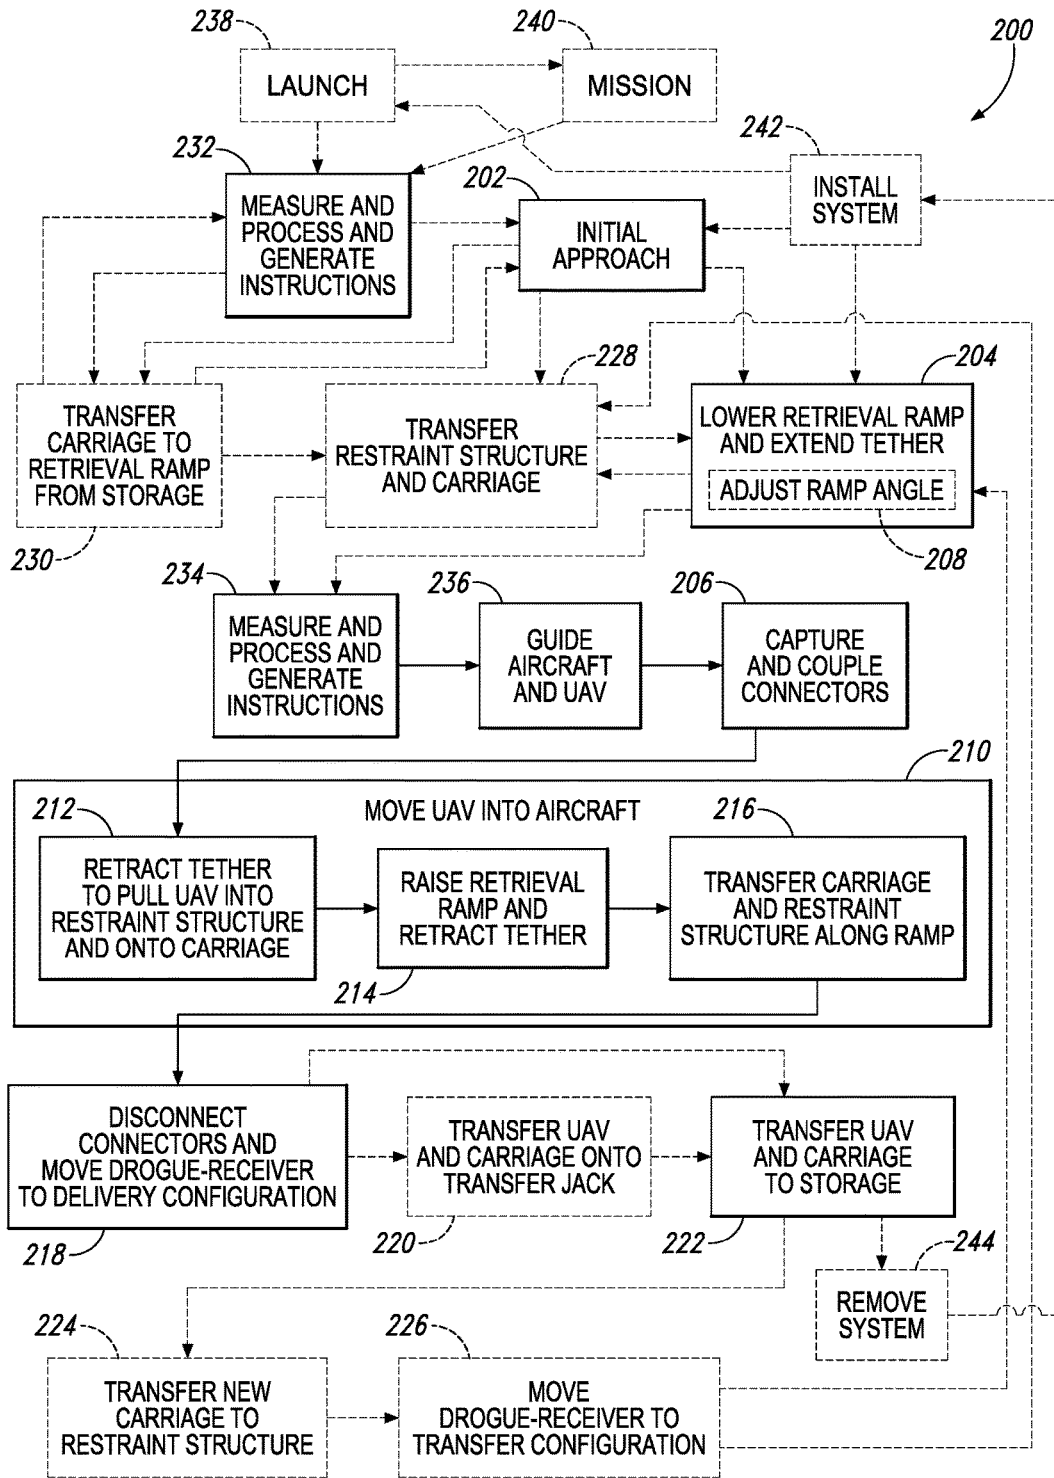 238
240
200
LAUNCH
MISSION
232
242
202
MEASURE AND
PROCESS AND
GENERATE
INSTRUCTIONS
INITIAL
APPROACH
INSTALL
SYSTEM
228
204
TRANSFER
CARRIAGE TO
RETRIEVAL RAMP
FROM STORAGE
TRANSFER
RESTRAINT STRUCTURE
AND CARRIAGE
LOWER RETRIEVAL RAMP
AND EXTEND TETHER
ADJUST RAMP ANGLE
230
208
234
236
206
MEASURE AND
PROCESS AND
GENERATE
INSTRUCTIONS
GUIDE
AIRCRAFT
AND UAV
CAPTURE
AND COUPLE
CONNECTORS
210
MOVE UAV INTO AIRCRAFT
212
216
RETRACT TETHER
TO PULL UAV INTO
RESTRAINT STRUCTURE
AND ONTO CARRIAGE
RAISE RETRIEVAL
RAMP AND
RETRACT TETHER
TRANSFER CARRIAGE
AND RESTRAINT
STRUCTURE ALONG RAMP
214
DISCONNECT
CONNECTORS AND
MOVE DROGUE-RECEIVER
TO DELIVERY CONFIGURATION
TRANSFER UAV
AND CARRIAGE ONTO
TRANSFER JACK
TRANSFER UAV
AND CARRIAGE
TO STORAGE
218
220
222
244
REMOVE
SYSTEM
224
226
TRANSFER NEW
CARRIAGE TO
RESTRAINT STRUCTURE
MOVE
DROGUE-RECEIVER TO
TRANSFER CONFIGURATION